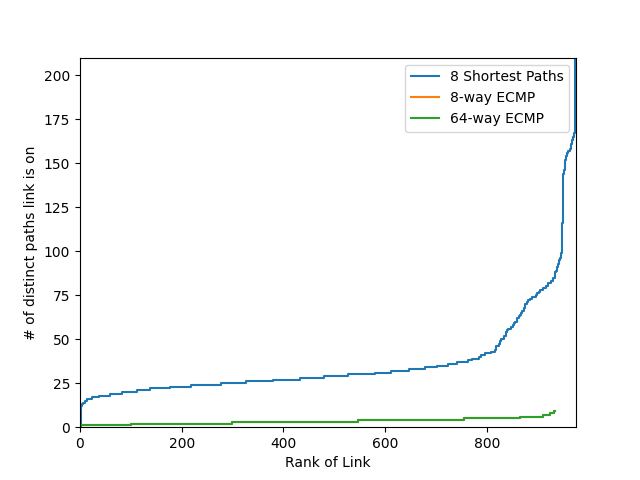 200
175
150
125
100
75
50
25
0
# of distinct paths link is on
8 Shortest Paths
8-way ECMP
64-way ECMP
0 200 400 600 800
Rank of Link